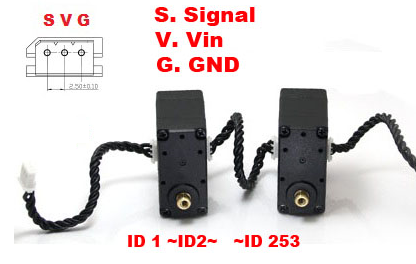 S V G
S. Signal
V. Vin
G. GND
2.50±0.10
ID 1 ~ID2~ ~ID 253